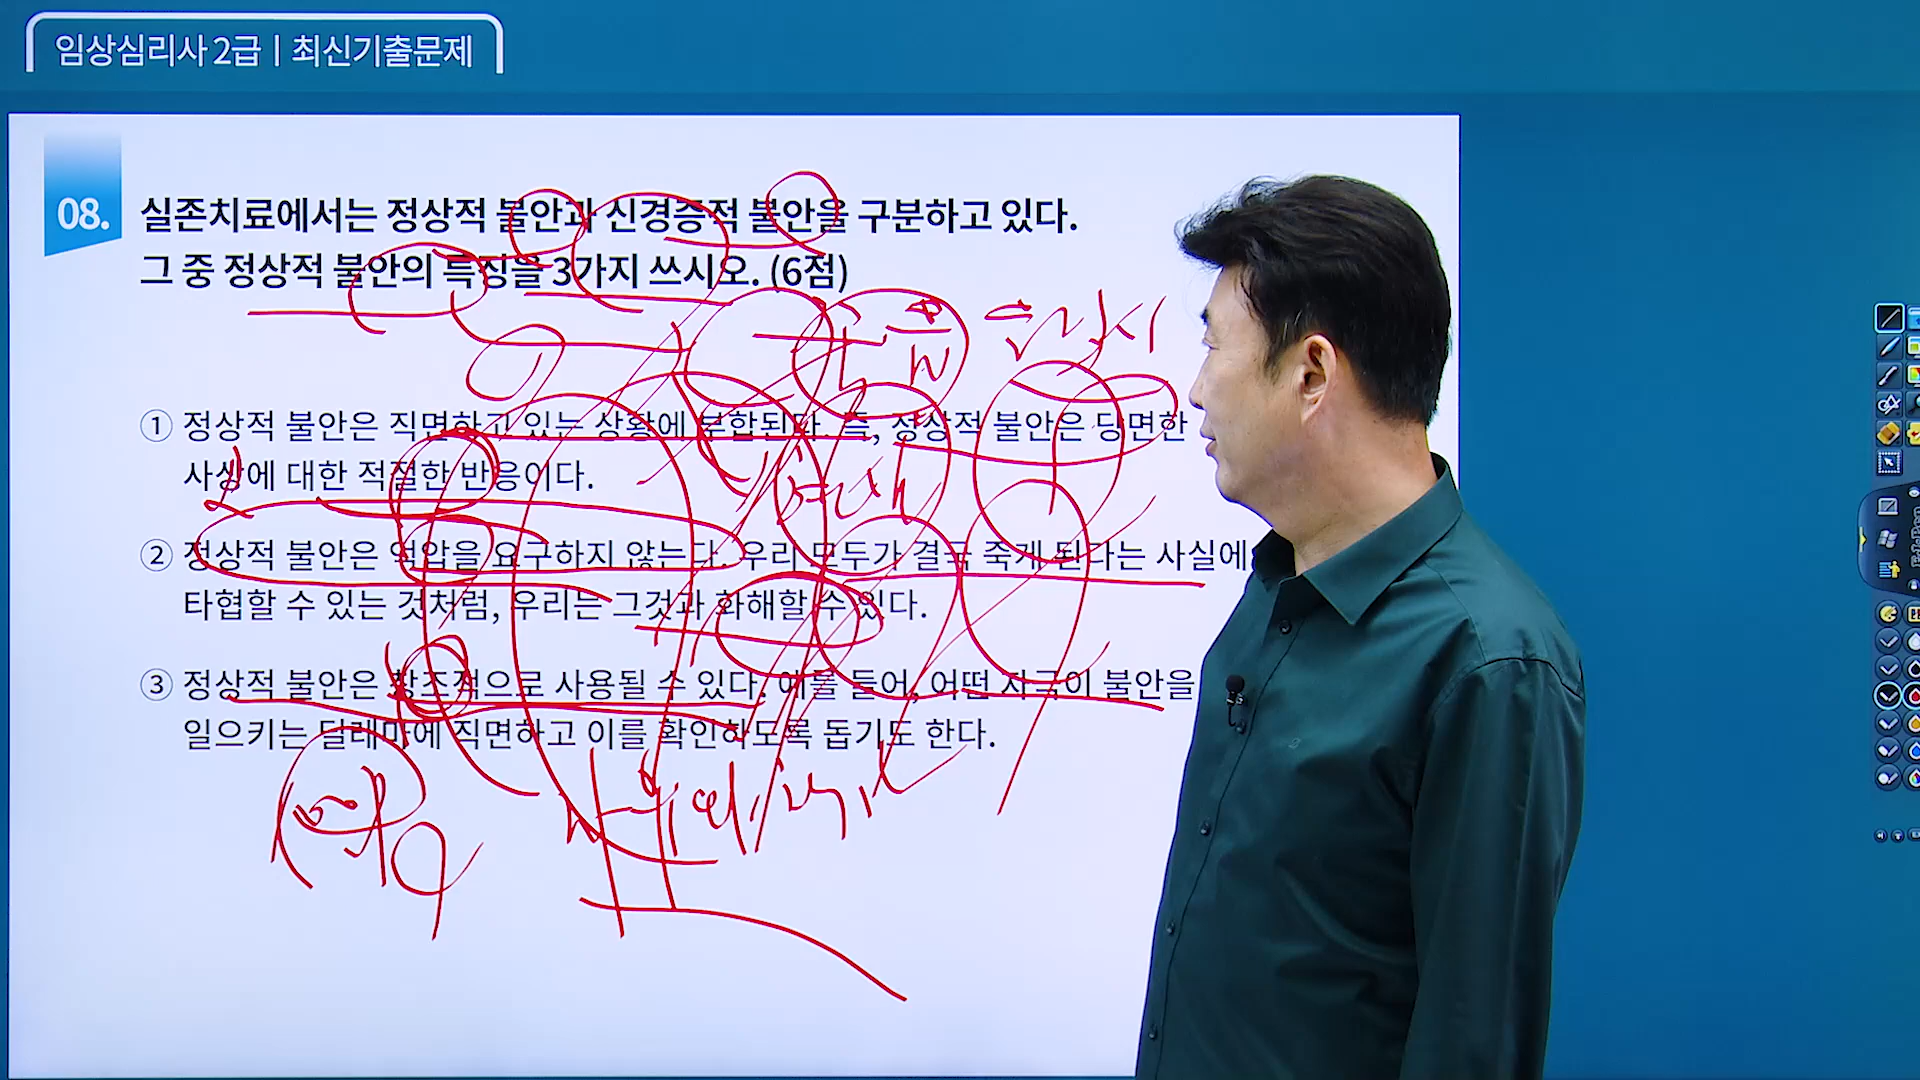 임상심리사 2급 | 최신기출문제
08.
실존치료에서는 정상적 불안과 신경증적 불안을 구분하고 있다.
그 중 정상적 불안의 특징을 3가지 쓰시오. (6점)
① 정상적 불안은 직면하고 있는 상황에 부합된다. 즉, 정상적 불안은 당면한
사상에 대한 적절한 반응이다.
② 정상적 불안은 억압을 요구하지 않는다. 우리 모두가 결국 죽게 된다는 사실에
타협할 수 있는 것처럼, 우리는 그것과 화해할 수 있다.
③ 정상적 불안은 창조적으로 사용될 수 있다. 예를 들어, 어떤 자극이 불안을
일으키는 딜레마에 직면하고 이를 확인하도록 돕기도 한다.